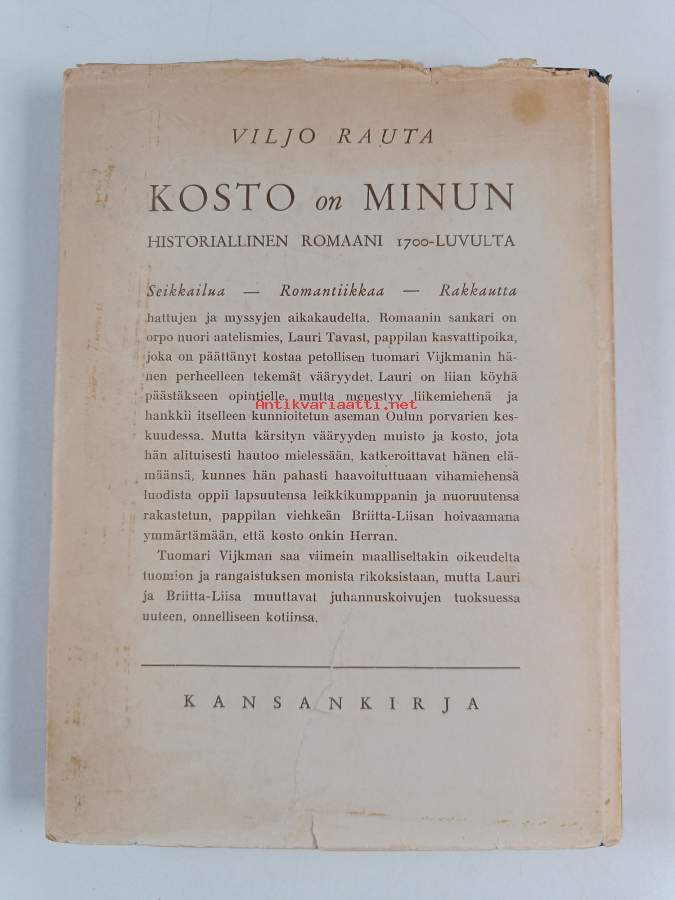 VILJO RAUTA
KOSTO on MINUN
HISTORIALLINEN ROMAANI 1700-LUVULTA
Seikkailua — Romantiikkaa — Rakkautta
hattujen ja myssyjen aikakaudelta. Romaanin sankari on
orpo nuori aatelismies, Lauri Tavast, pappilan kasvattipoika,
joka on päättänyt kostaa petollisen tuomari Vijkmanin hä-
nen perheelleen tekemät vääryydet. Lauri on liian köyhä
päästäkseen opintielle, mutta menestyy liikemiehenä ja
Antikvariaatti.net
hankkii itselleen kunnioitetun aseman Oulun porvarien kes-
kuudessa. Mutta kärsityn vääryyden muisto ja kosto, jota
hän alituisesti hautoo mielessään, katkeroittavat hänen elä-
määnsä, kunnes hän pahasti haavoituttuaan vihamiehensä
luodista oppii lapsuutensa leikkikumppanin ja nuoruutensa
rakastetun, pappilan viehkeän Briitta-Liisan hoivaamana
ymmärtämään, että kosto onkin Herran.
Tuomari Vijkman saa viimein maalliseltakin oikeudelta
tuomion ja rangaistuksen monista rikoksistaan, mutta Lauri
ja Briitta-Liisa muuttavat juhannuskoivujen tuoksuessa
uuteen, onnelliseen kotiinsa.
KANSANKIRJA